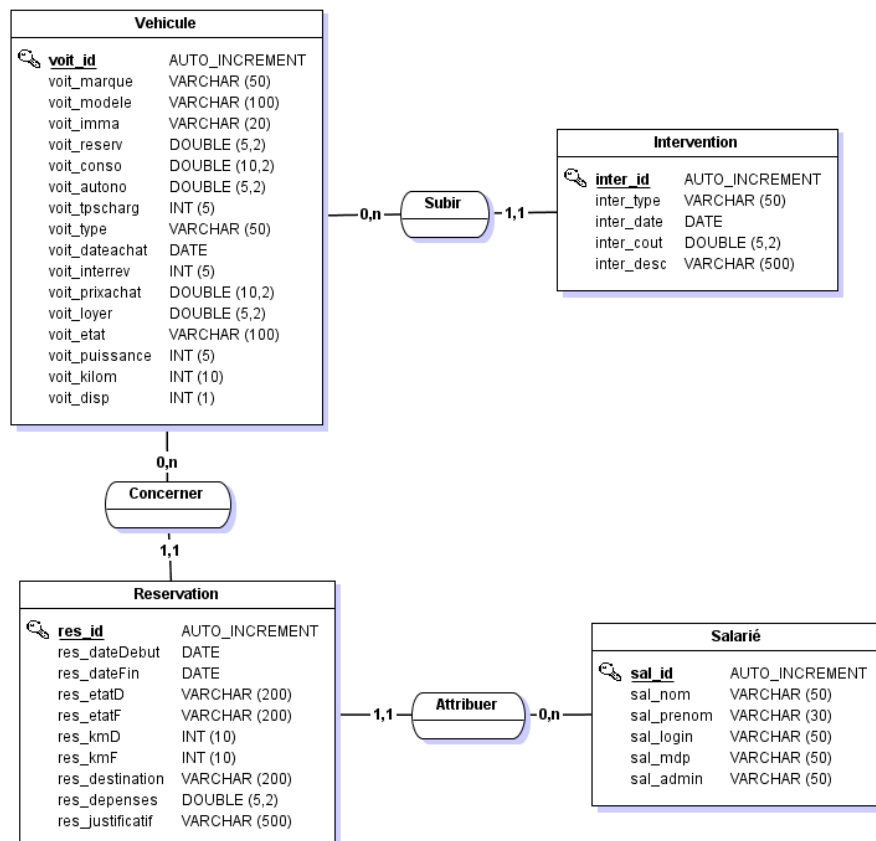 Vehicule
voit_id AUTO_INCREMENT
voit_marque VARCHAR (50)
voit_modele VARCHAR (100)
voit_imma VARCHAR (20)
voit_reserv DOUBLE (5,2)
voit_conso DOUBLE (10,2)
voit_autono DOUBLE (5,2)
voit_tpscharg INT (5)
voit_type VARCHAR (50)
voit_dateachat DATE
voit_interrev INT (5)
voit_prixachat DOUBLE (10,2)
voit_loyer DOUBLE (5,2)
voit_etat VARCHAR (100)
voit_puissance INT (5)
voit_kilom INT (10)
voit_disp INT (1)
0,n
Subir
1,1
Intervention
inter_id AUTO_INCREMENT
inter_type VARCHAR (50)
inter_date DATE
inter_cout DOUBLE (5,2)
inter_desc VARCHAR (500)
0,n
Concerner
1,1
Reservation
res_id AUTO_INCREMENT
res_dateDebut DATE
res_dateFin DATE
res_etatD VARCHAR (200)
res_etatF VARCHAR (200)
res_kmD INT (10)
res_kmF INT (10)
res_destination VARCHAR (200)
res_depenses DOUBLE (5,2)
res_justificatif VARCHAR (500)
1,1
Attribuer
0,n
Salarié
sal_id AUTO_INCREMENT
sal_nom VARCHAR (50)
sal_prenom VARCHAR (30)
sal_login VARCHAR (50)
sal_mdp VARCHAR (50)
sal_admin VARCHAR (50)